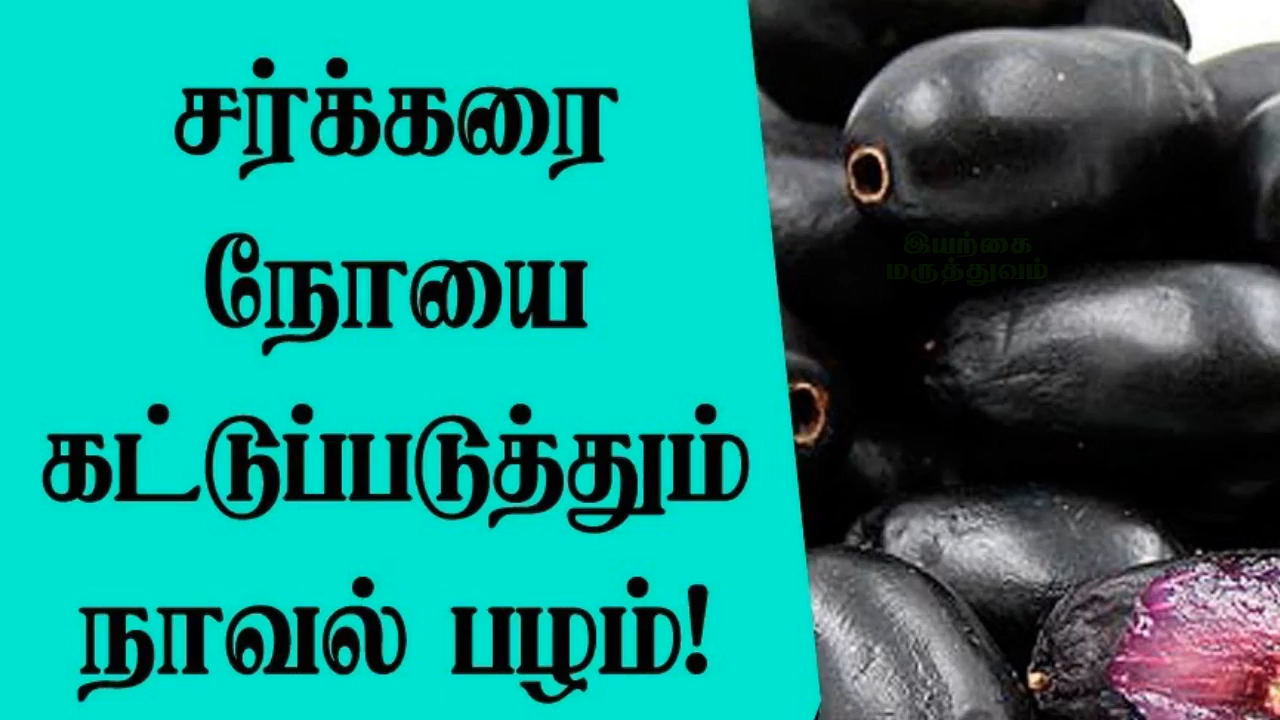 சர்க்கரை
நோயை
கட்டுப்படுத்தும்
நாவல் பழம்!
இயற்கை
மருத்துவம்